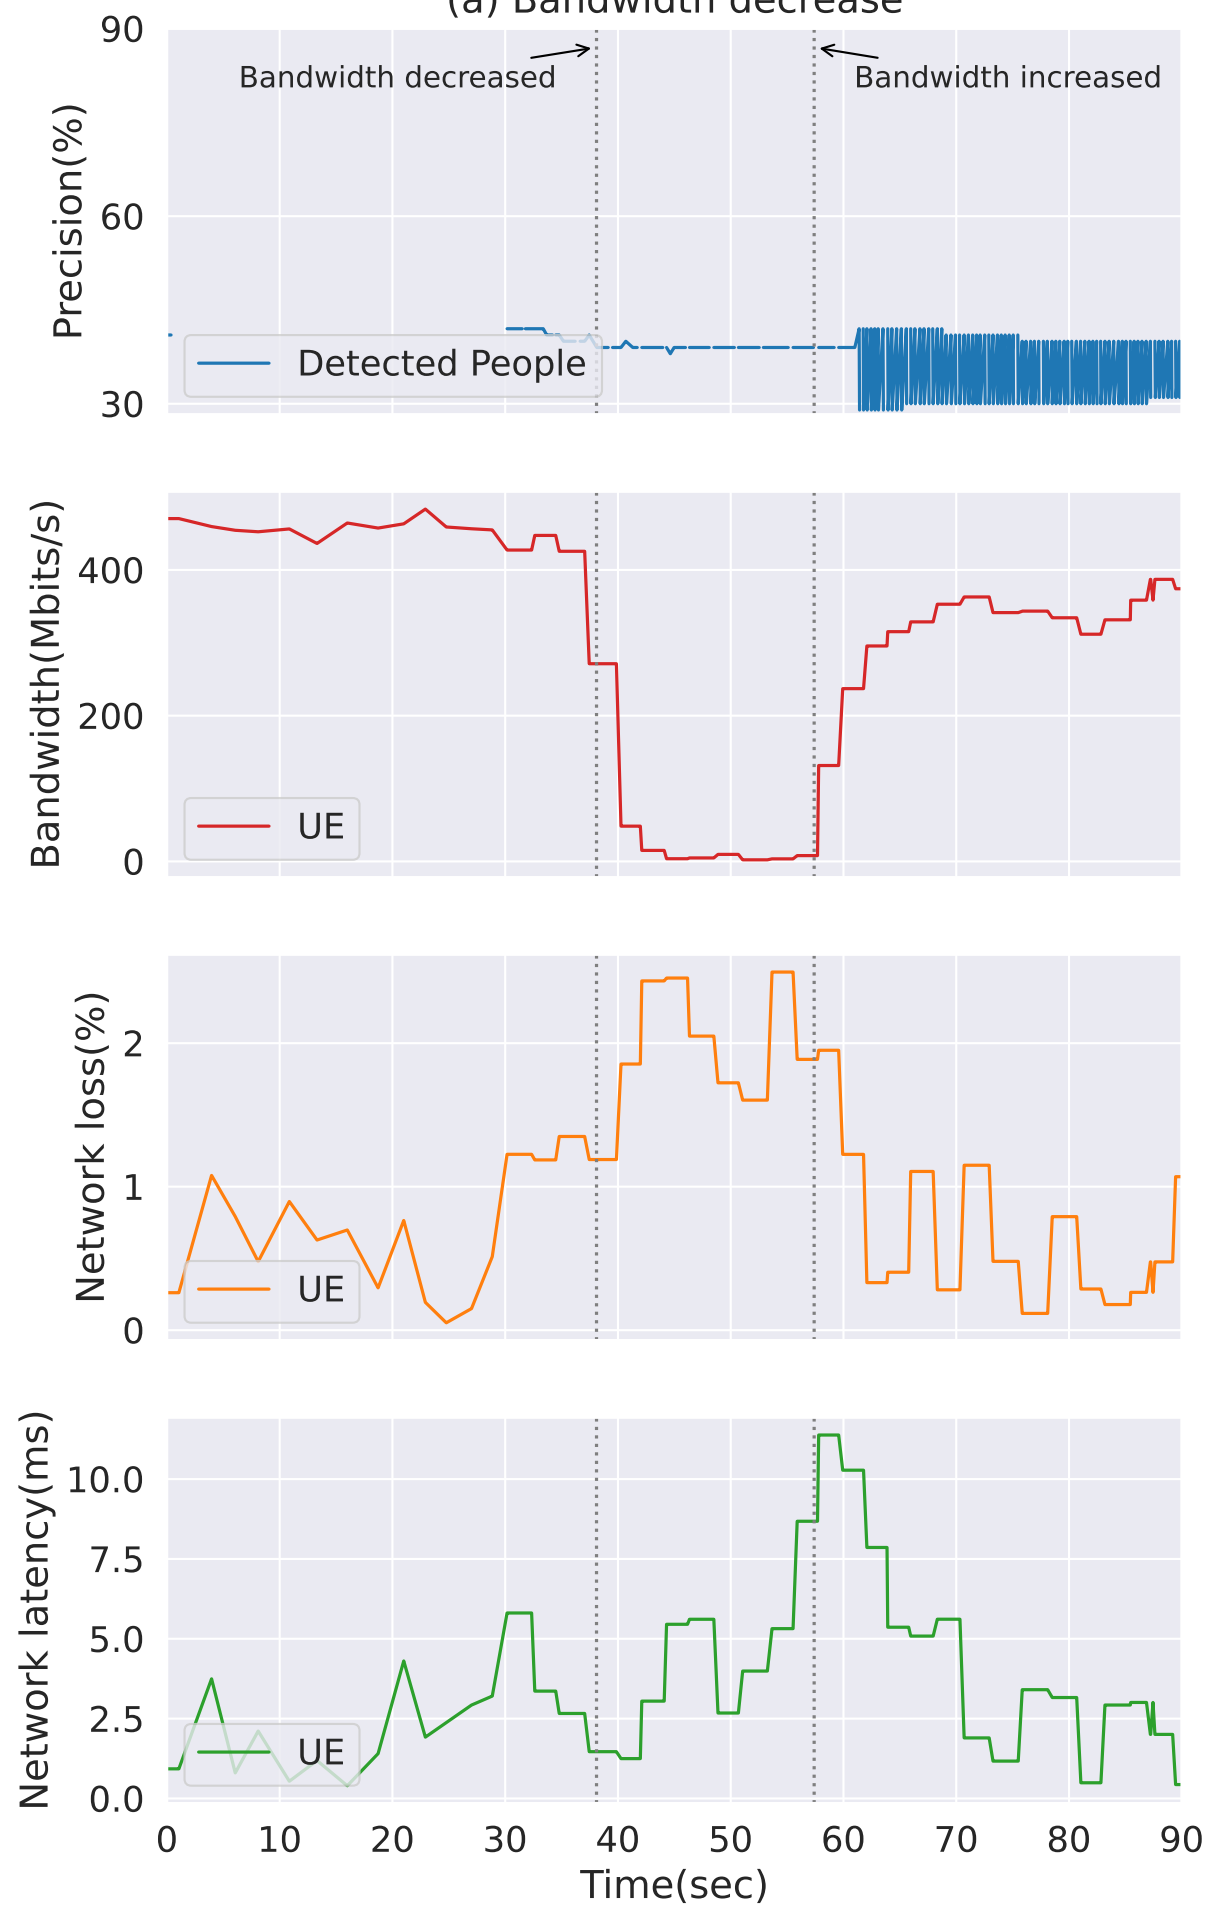 (a) Bandwidth decrease
90
Bandwidth decreased
Bandwidth increased
Precision(%)
60
Detected People
30
Bandwidth(Mbits/s)
400
200
UE
0
Network loss(%)
2
1
UE
0
Network latency(ms)
10.0
7.5
5.0
2.5
UE
0.0
0 10 20 30 40 50 60 70 80 90
Time(sec)